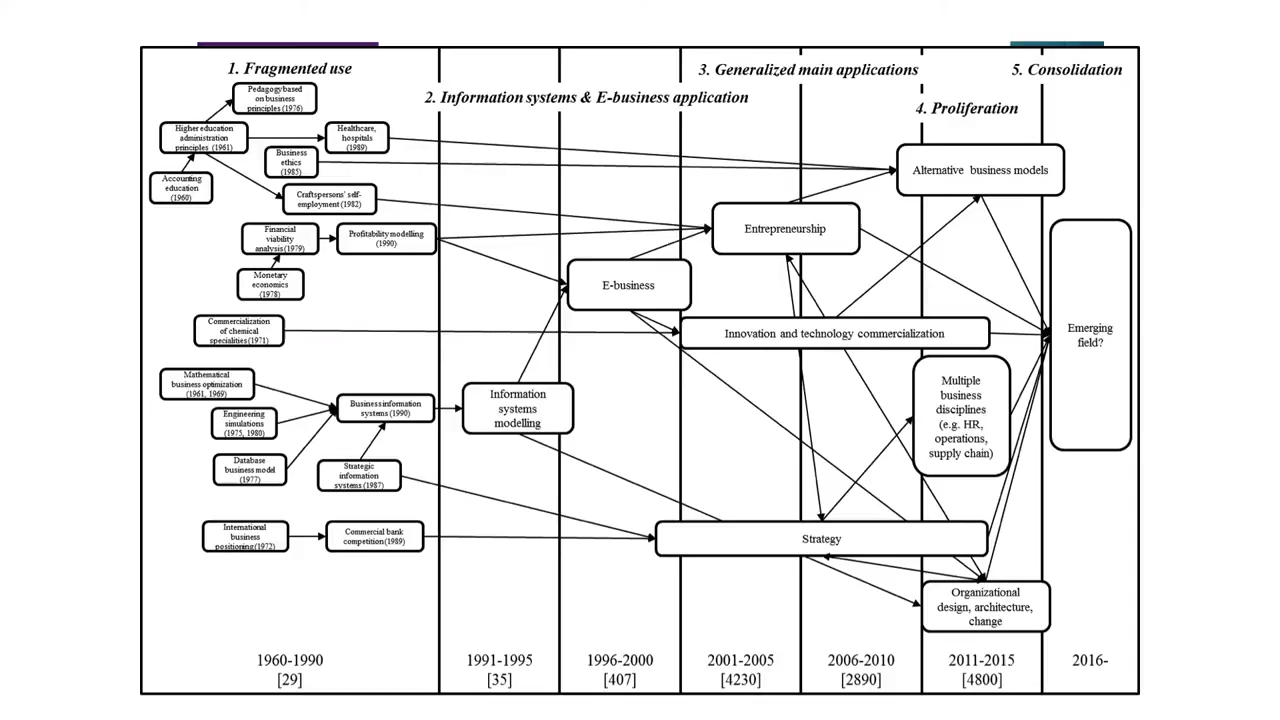 1. Fragmented use
3. Generalized main applications
5. Consolidation
2. Information systems & E-business application
4. Proliferation
Pedagogy based
on business
principles (1976)
Higher education
administration
principles (1961)
Healthcare,
hospitals
(1989)
Business
ethics
(1985)
Accounting
education
(1960)
Craftspersons' self-
employment (1982)
Financial
viability
analysis (1979)
Profitability modelling
(1990)
Monetary
economics
(1978)
Commercialization
of chemical
specialities (1971)
Mathematical
business optimization
(1961, 1969)
Engineering
simulations
(1975, 1980)
Business information
systems (1990)
Database
business model
(1977)
Strategic
information
systems (1987)
International
business
positioning (1972)
Commercial bank
competition (1989)
Information
systems
modelling
E-business
Entrepreneurship
Alternative business models
Innovation and technology commercialization
Multiple
business
disciplines
(e.g. HR,
operations,
supply chain)
Strategy
Organizational
design, architecture,
change
Emerging
field?
1960-1990
[29]
1991-1995
[35]
1996-2000
[407]
2001-2005
[4230]
2006-2010
[2890]
2011-2015
[4800]
2016-